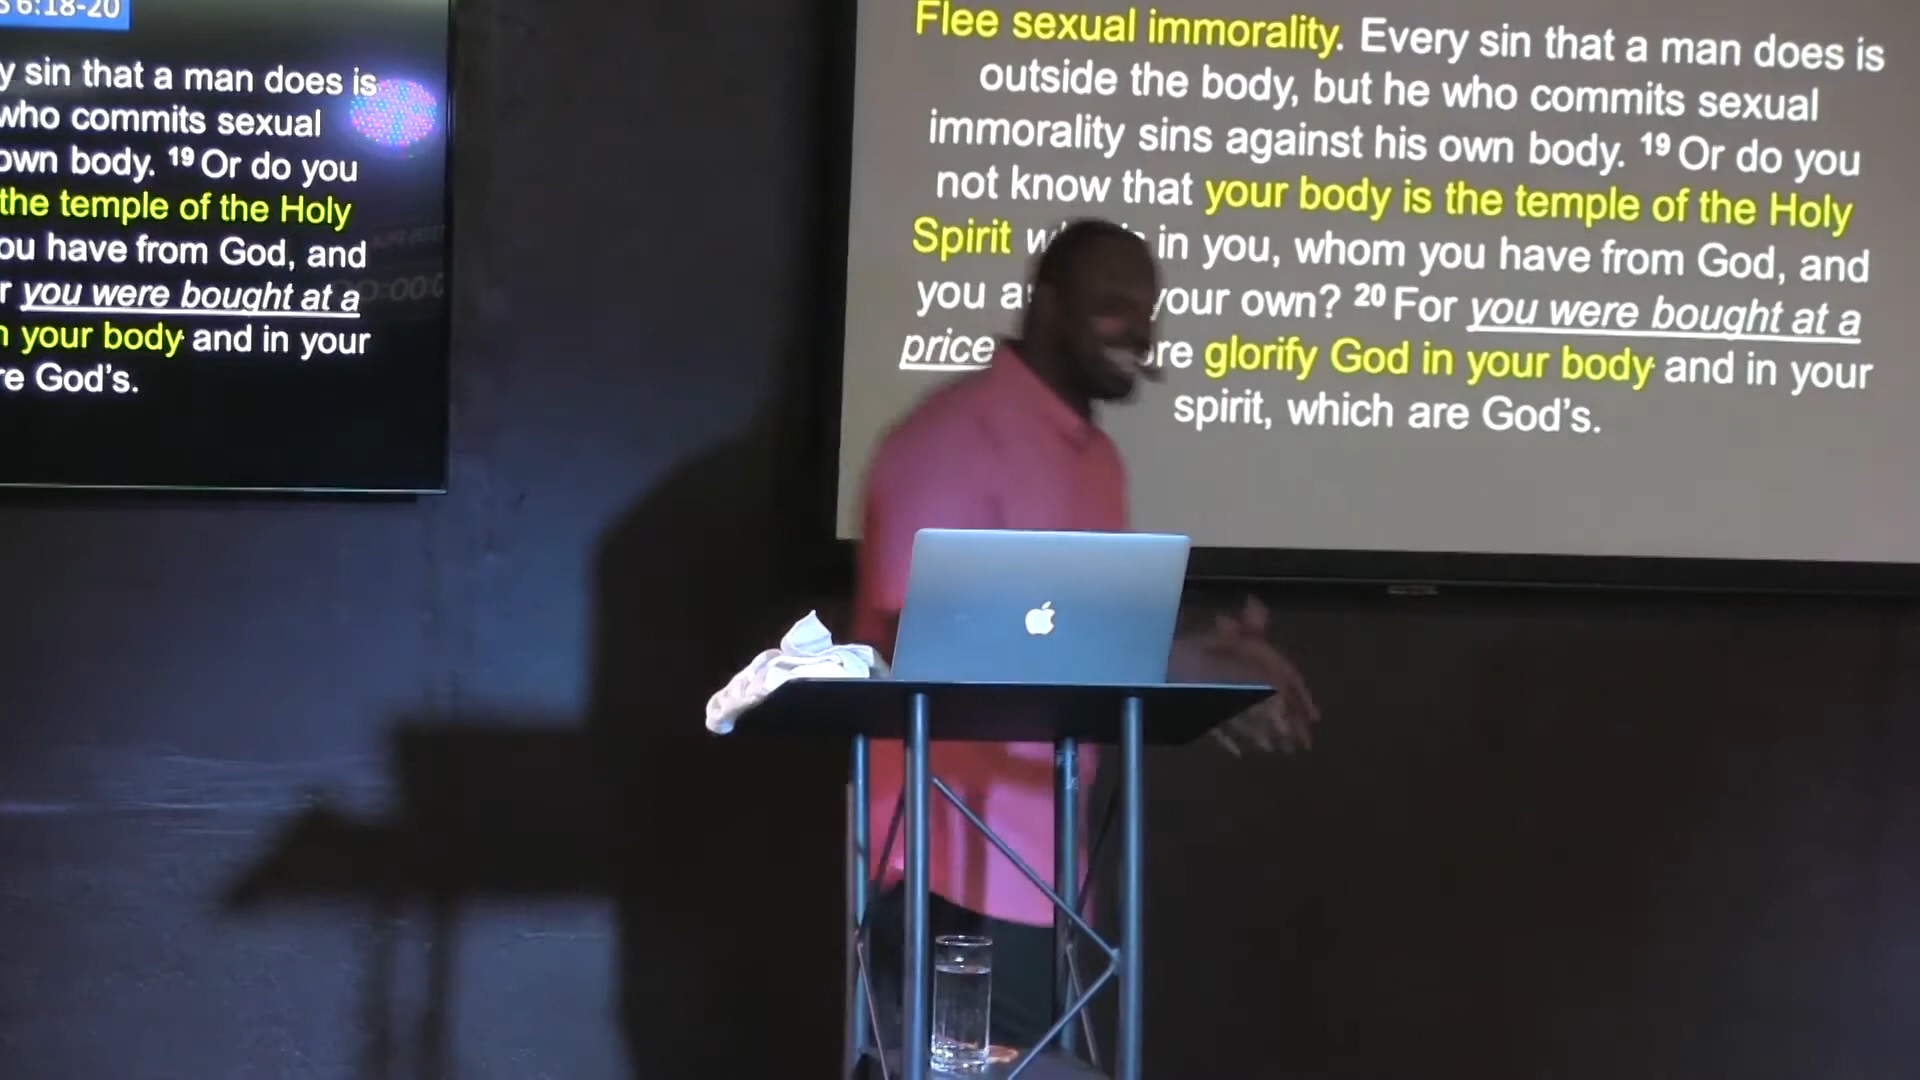 6:18-20
sin that a man does is
who commits sexual
own body. 19 Or do you
the temple of the Holy
you have from God, and
you were bought at a
your body and in your
God's.
Flee sexual immorality. Every sin that a man does is
outside the body, but he who commits sexual
immorality sins against his own body. 19 Or do you
not know that your body is the temple of the Holy
Spirit in you, whom you have from God, and
you your own? 20 For you were bought at a
price glorify God in your body and in your
spirit, which are God's.